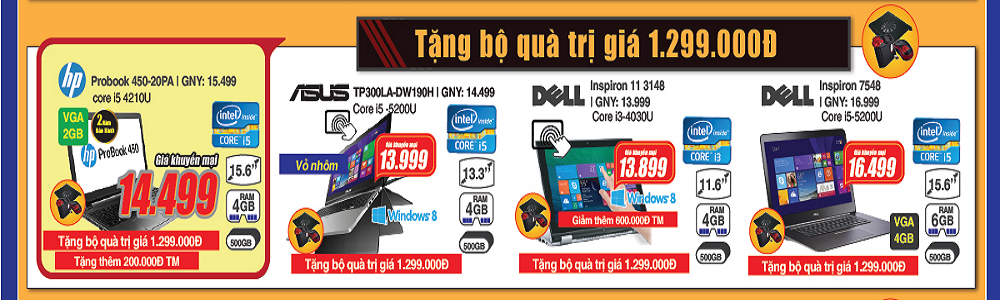 Tặng bộ quà trị giá 1.299.000Đ
hp Probook 450-20PA | GNY: 15.499
core i5 4210U
VGA
2GB
2 Năm
Bảo Hành
hp ProBook 450
Giá khuyến mại
14.499
intel inside
CORE i5
15.6"
RAM
4GB
500GB
Tặng bộ quà trị giá 1.299.000Đ
Tặng thêm 200.000Đ TM
ASUS TP300LA-DW190H | GNY: 14.499
Core i5 -5200U
Vỏ nhôm
Giá khuyến mại
13.999
Windows 8
intel inside
CORE i5
13.3"
RAM
4GB
500GB
Tặng bộ quà trị giá 1.299.000Đ
DELL Inspiron 11 3148
| GNY: 13.999
Core i3-4030U
Giá khuyến mại
13.899
Windows 8
Giảm thêm 600.000Đ TM
intel inside
CORE i3
11.6"
RAM
4GB
500GB
Tặng bộ quà trị giá 1.299.000Đ
DELL Inspiron 7548
| GNY: 16.999
Core i5-5200U
Giá khuyến mại
16.499
VGA
4GB
intel inside
CORE i5
15.6"
RAM
6GB
500GB
Tặng bộ quà trị giá 1.299.000Đ